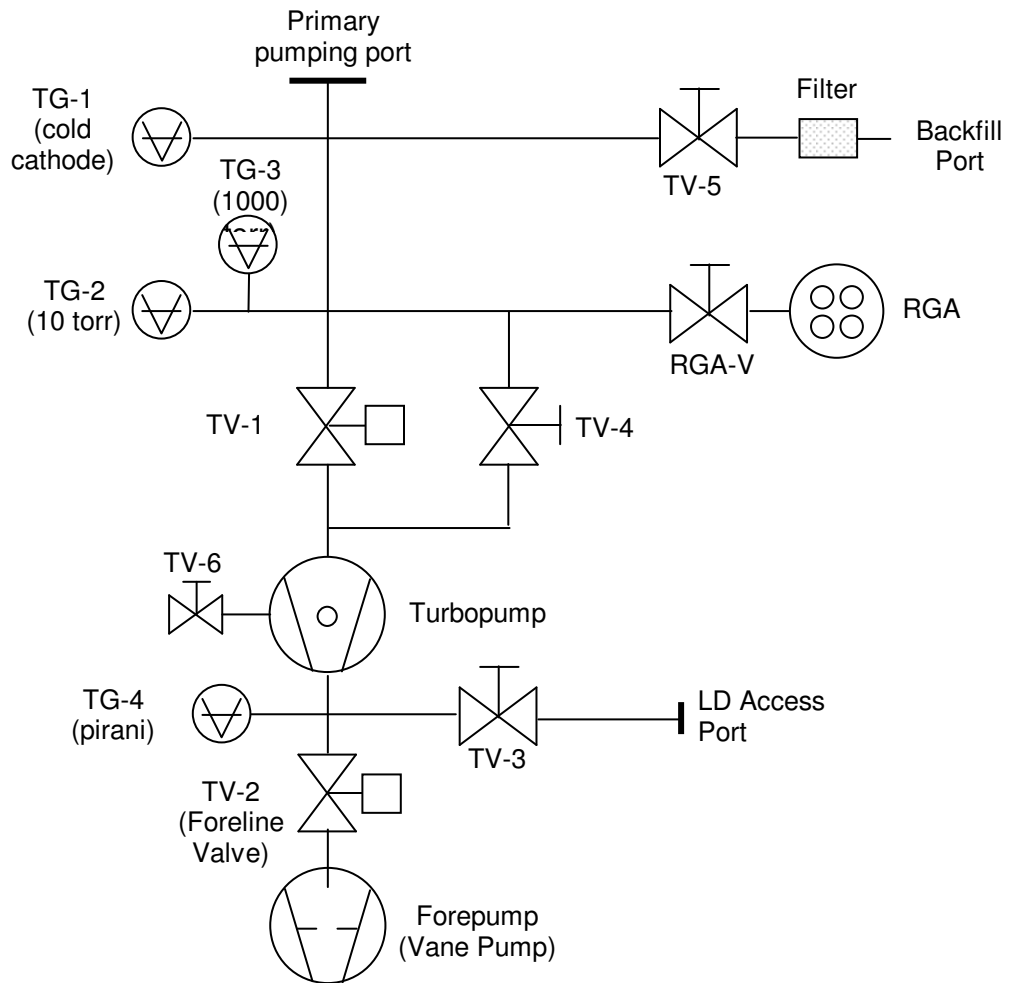 Primary
pumping port
TG-1
(cold
cathode)
Filter
Backfill
Port
TV-5
TG-3
(1000)
TG-2
(10 torr)
RGA
RGA-V
TV-1
TV-4
TV-6
Turbopump
TG-4
(pirani)
LD Access
Port
TV-3
TV-2
(Foreline
Valve)
Forepump
(Vane Pump)